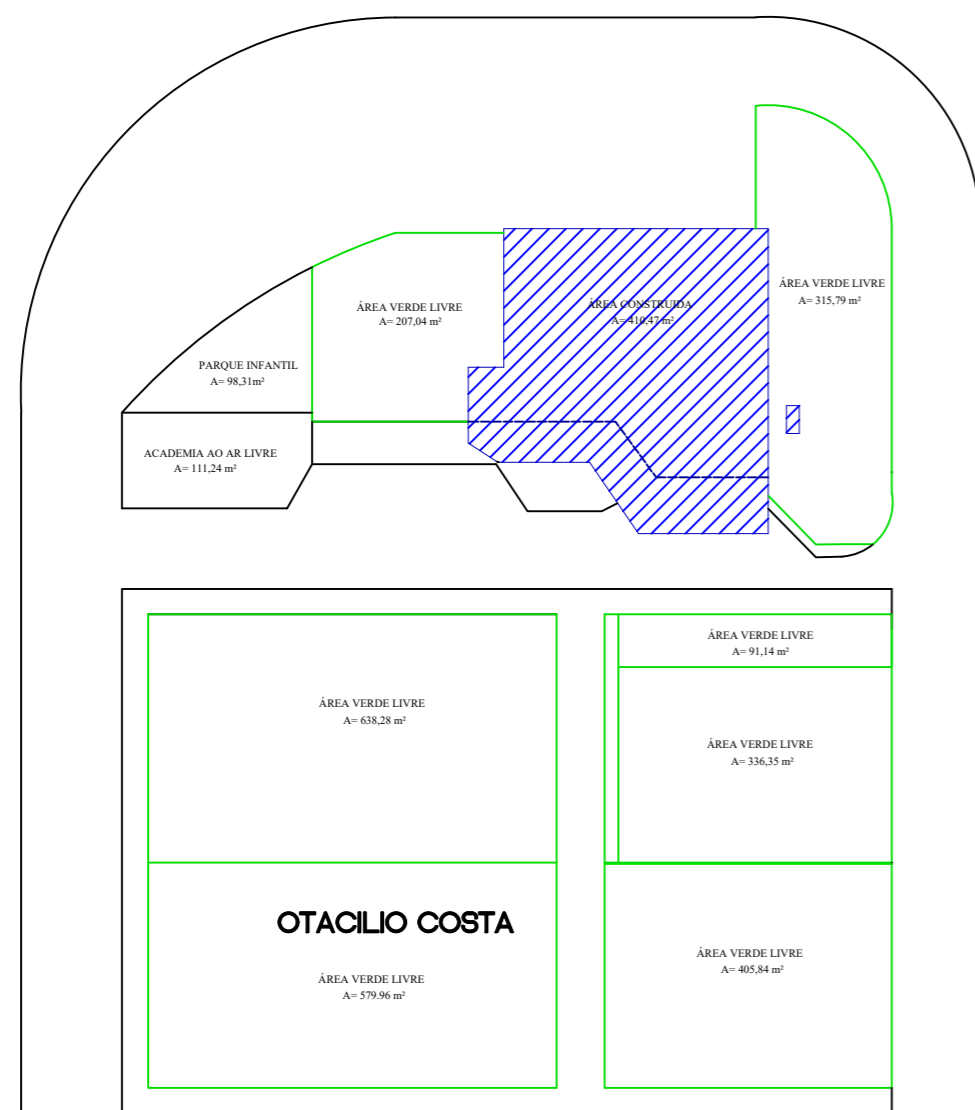 ÁREA VERDE LIVRE
A= 315,79 m²
ÁREA VERDE LIVRE
A= 207,04 m²
ÁREA CONSTRUIDA
A= 410,47m²
PARQUE INFANTIL
A= 98,31m²
ACADEMIA AO AR LIVRE
A= 111,24 m²
ÁREA VERDE LIVRE
A= 91,14 m²
ÁREA VERDE LIVRE
A= 638,28 m²
ÁREA VERDE LIVRE
A= 336,35 m²
OTACILIO COSTA
ÁREA VERDE LIVRE
A= 579.96 m²
ÁREA VERDE LIVRE
A= 405,84 m²